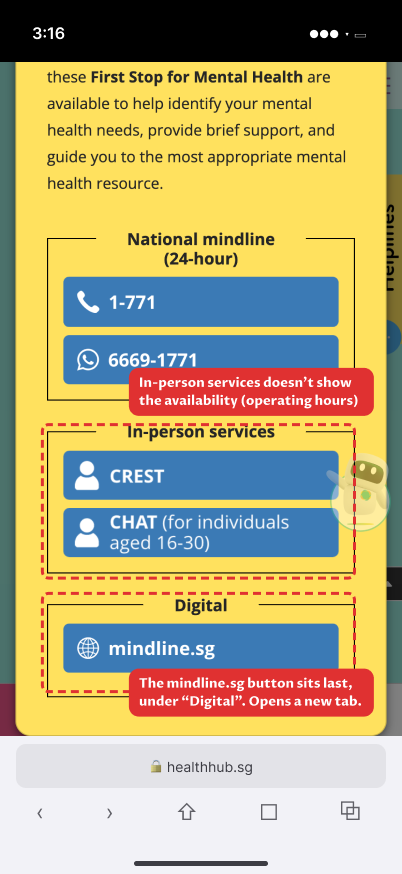 3:16
these First Stop for Mental Health are
available to help identify your mental
health needs, provide brief support, and
guide you to the most appropriate mental
health resource.
Helplines
National mindline
(24-hour)
1-771
6669-1771
In-person services doesn't show
the availability (operating hours)
In-person services
CREST
CHAT (for individuals
aged 16-30)
Digital
mindline.sg
The mindline.sg button sits last,
under “Digital”. Opens a new tab.
healthhub.sg